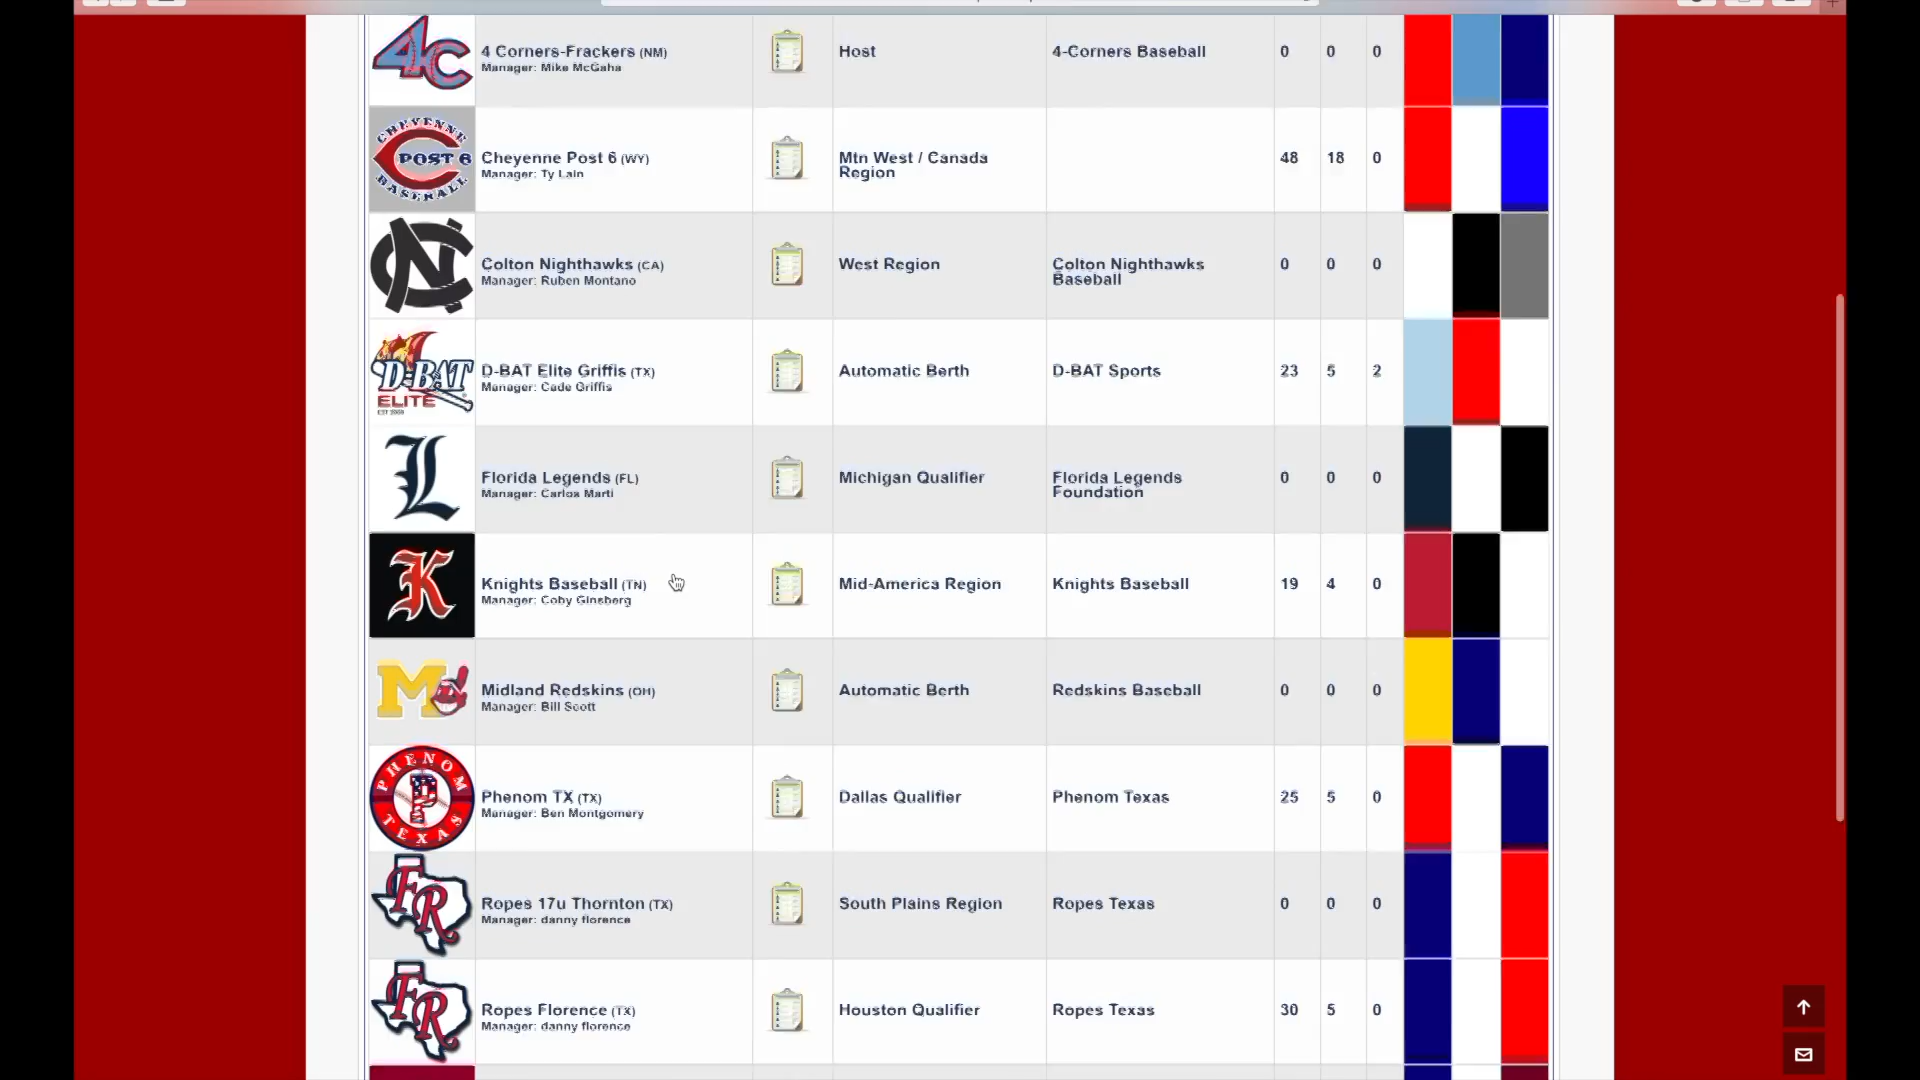 4C
4 Corners-Frackers (NM)
Manager: Mike McGaha
Host
4-Corners Baseball
0 0 0
CHEYENNE
POST 6
BASEBALL
Cheyenne Post 6 (WY)
Manager: Ty Lain
Mtn West / Canada
Region
48 18 0
NC
Colton Nighthawks (CA)
Manager: Ruben Montano
West Region
Colton Nighthawks
Baseball
0 0 0
D-BAT
ELITE
D-BAT Elite Griffis (TX)
Manager: Cade Griffis
Automatic Berth
D-BAT Sports
23 5 2
L
Florida Legends (FL)
Manager: Carlos Marti
Michigan Qualifier
Florida Legends
Foundation
0 0 0
K
Knights Baseball (TN)
Manager: Coby Ginsberg
Mid-America Region
Knights Baseball
19 4 0
M
Midland Redskins (OH)
Manager: Bill Scott
Automatic Berth
Redskins Baseball
0 0 0
PHENOM
P
TEXAS
Phenom TX (TX)
Manager: Ben Montgomery
Dallas Qualifier
Phenom Texas
25 5 0
FR
Ropes 17u Thornton (TX)
Manager: danny florence
South Plains Region
Ropes Texas
0 0 0
FR
Ropes Florence (TX)
Manager: danny florence
Houston Qualifier
Ropes Texas
30 5 0